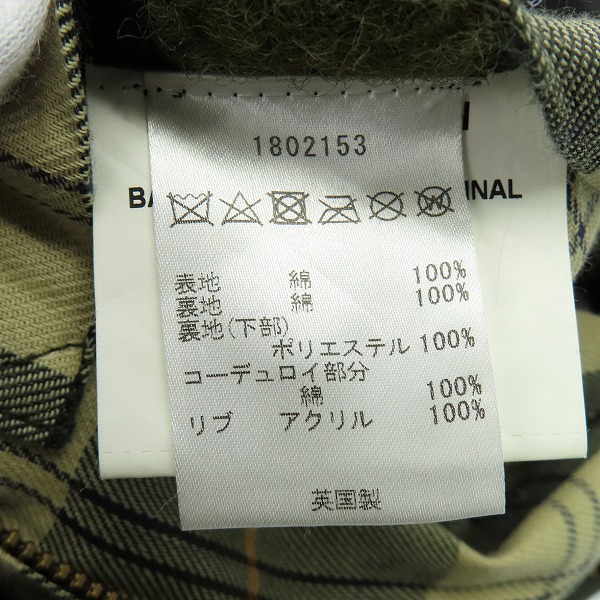 1802153
BA INAL
表地 綿 100%
裏地 綿 100%
裏地(下部)
ポリエステル 100%
コーデュロイ部分
綿 100%
リブ アクリル 100%
英国製